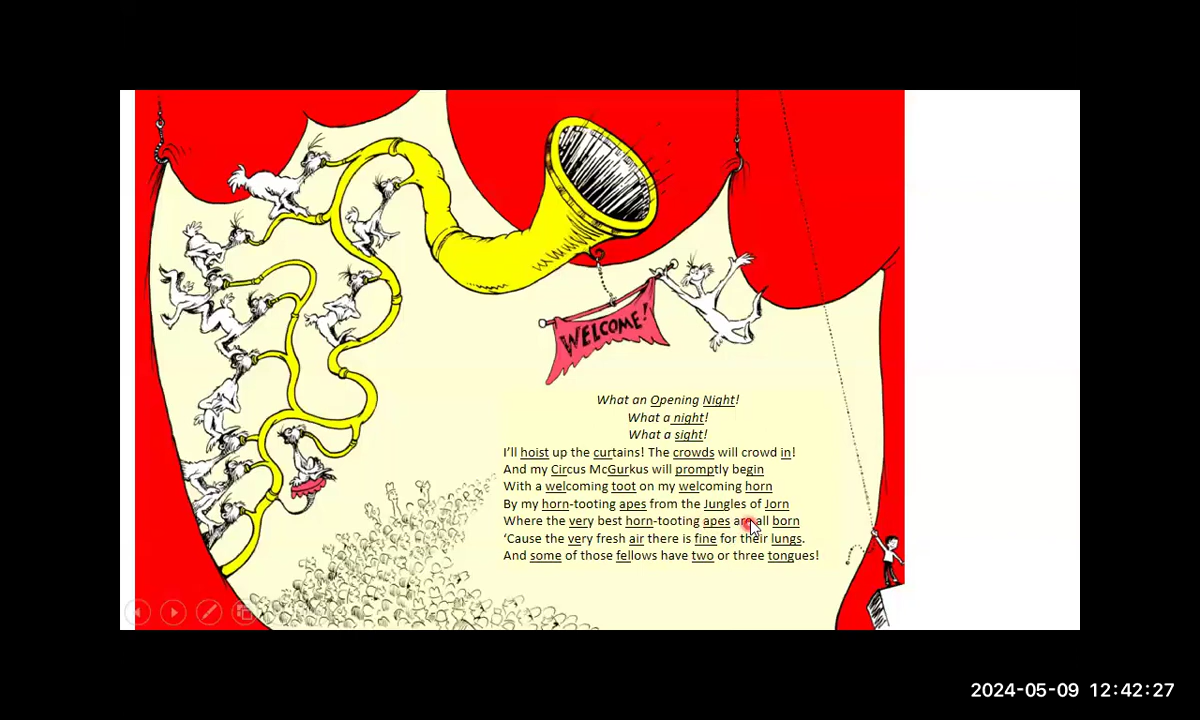 WELCOME!
What an Opening Night!
What a night!
What a sight!
I'll hoist up the curtains! The crowds will crowd in!
And my Circus McGurkus will promptly begin
With a welcoming toot on my welcoming horn
By my horn-tooting apes from the Jungles of Jorn
Where the very best horn-tooting apes are all born
‘Cause the very fresh air there is fine for their lungs.
And some of those fellows have two or three tongues!
2024-05-09 12:42:27